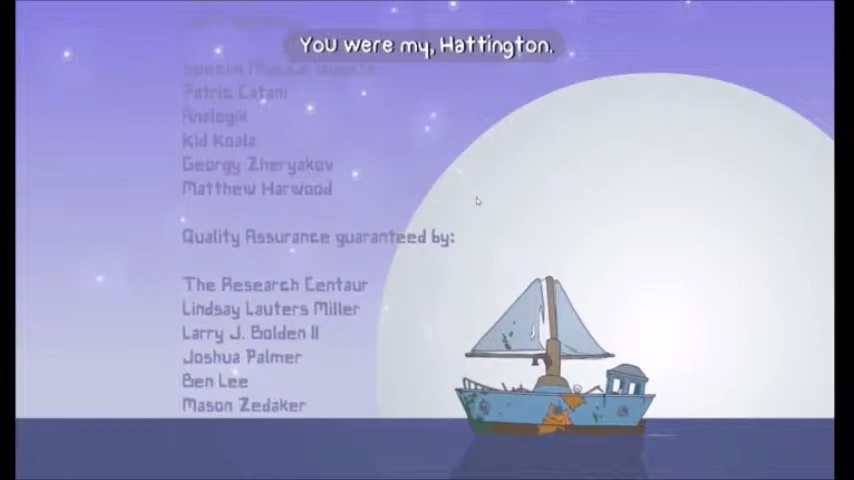 You were my, Hattington.
Patric Catani
Analogik
Kid Koala
Georgy Zheryakov
Matthew Harwood
Quality Assurance guaranteed by:
The Research Centaur
Lindsay Lauters Miller
Larry J. Bolden II
Joshua Palmer
Ben Lee
Mason Zedaker